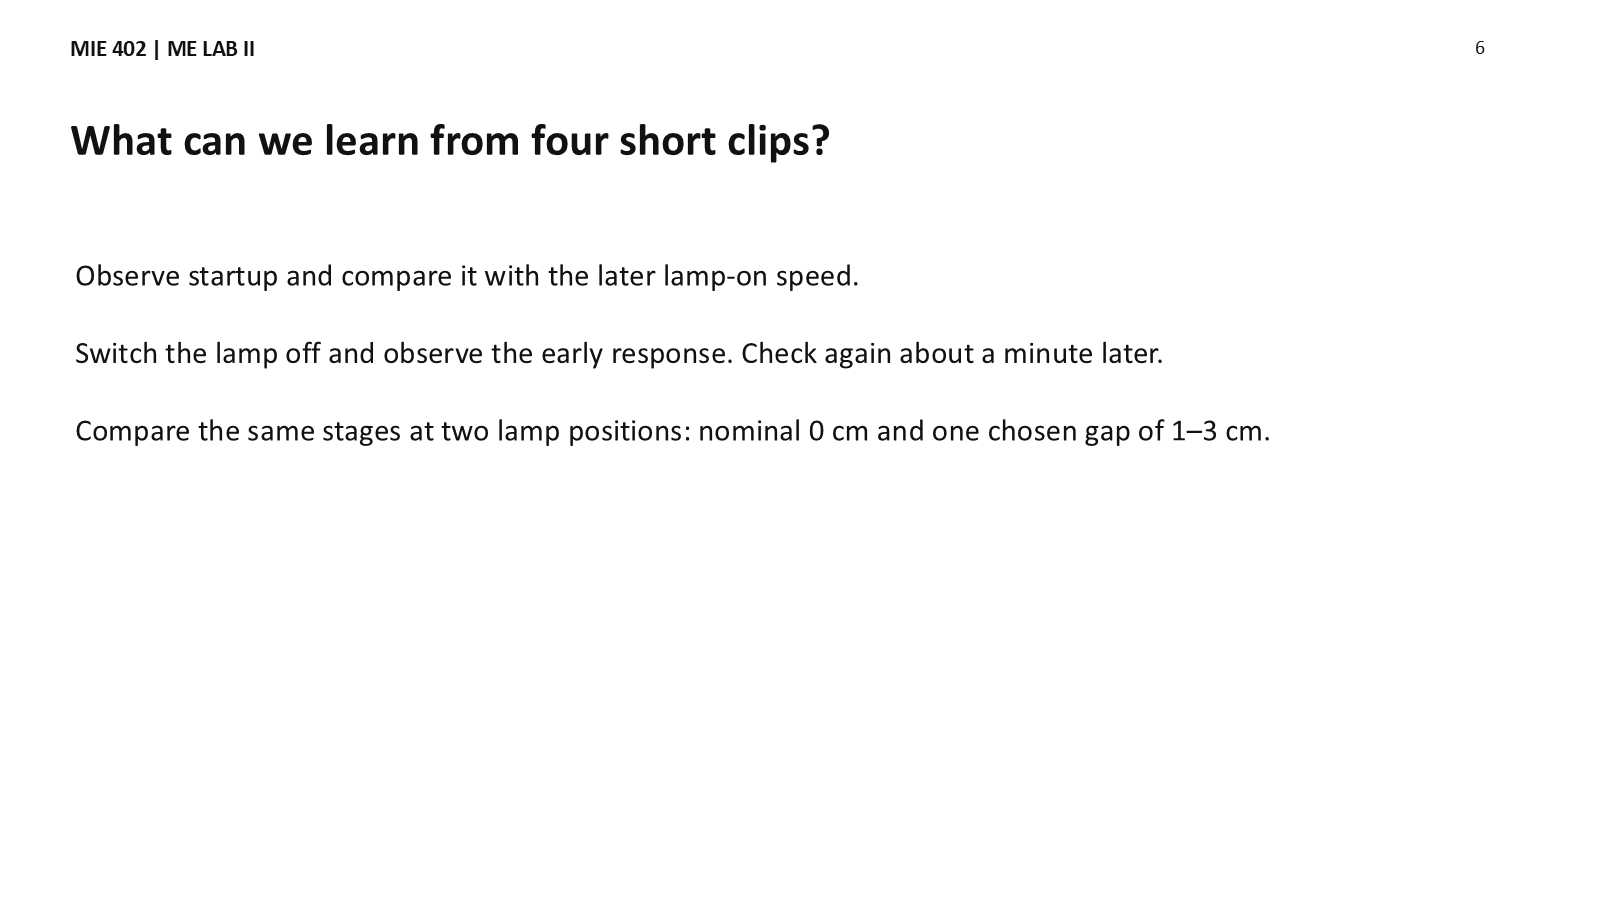 MIE 402 | ME LAB II
6
What can we learn from four short clips?
Observe startup and compare it with the later lamp-on speed.
Switch the lamp off and observe the early response. Check again about a minute later.
Compare the same stages at two lamp positions: nominal 0 cm and one chosen gap of 1–3 cm.